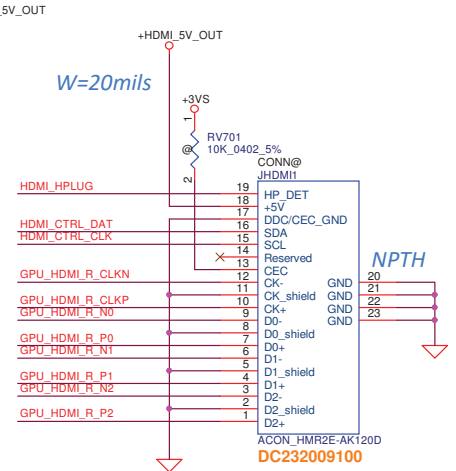 _5V_OUT
+HDMI_5V_OUT
W=20mils
+3VS
1
@
RV701
10K_0402_5%
2
CONN@
JHDMI1
HDMI_HPLUG 19 HP_DET
18 +5V
17 DDC/CEC_GND
HDMI_CTRL_DAT 16 SDA
HDMI_CTRL_CLK 15 SCL
14 Reserved
13 CEC
NPTH
GPU_HDMI_R_CLKN 12 CK- GND 20
11 CK_shield GND 21
GPU_HDMI_R_CLKP 10 CK+ GND 22
GPU_HDMI_R_N0 9 D0- GND 23
8 D0_shield
GPU_HDMI_R_P0 7 D0+
GPU_HDMI_R_N1 6 D1-
5 D1_shield
GPU_HDMI_R_P1 4 D1+
GPU_HDMI_R_N2 3 D2-
2 D2_shield
GPU_HDMI_R_P2 1 D2+
ACON_HMR2E-AK120D
DC232009100